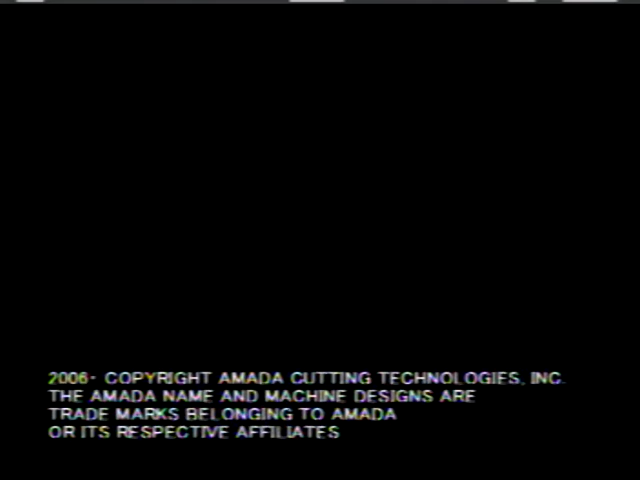 2006- COPYRIGHT AMADA CUTTING TECHNOLOGIES, INC.
THE AMADA NAME AND MACHINE DESIGNS ARE
TRADE MARKS BELONGING TO AMADA
OR ITS RESPECTIVE AFFILIATES